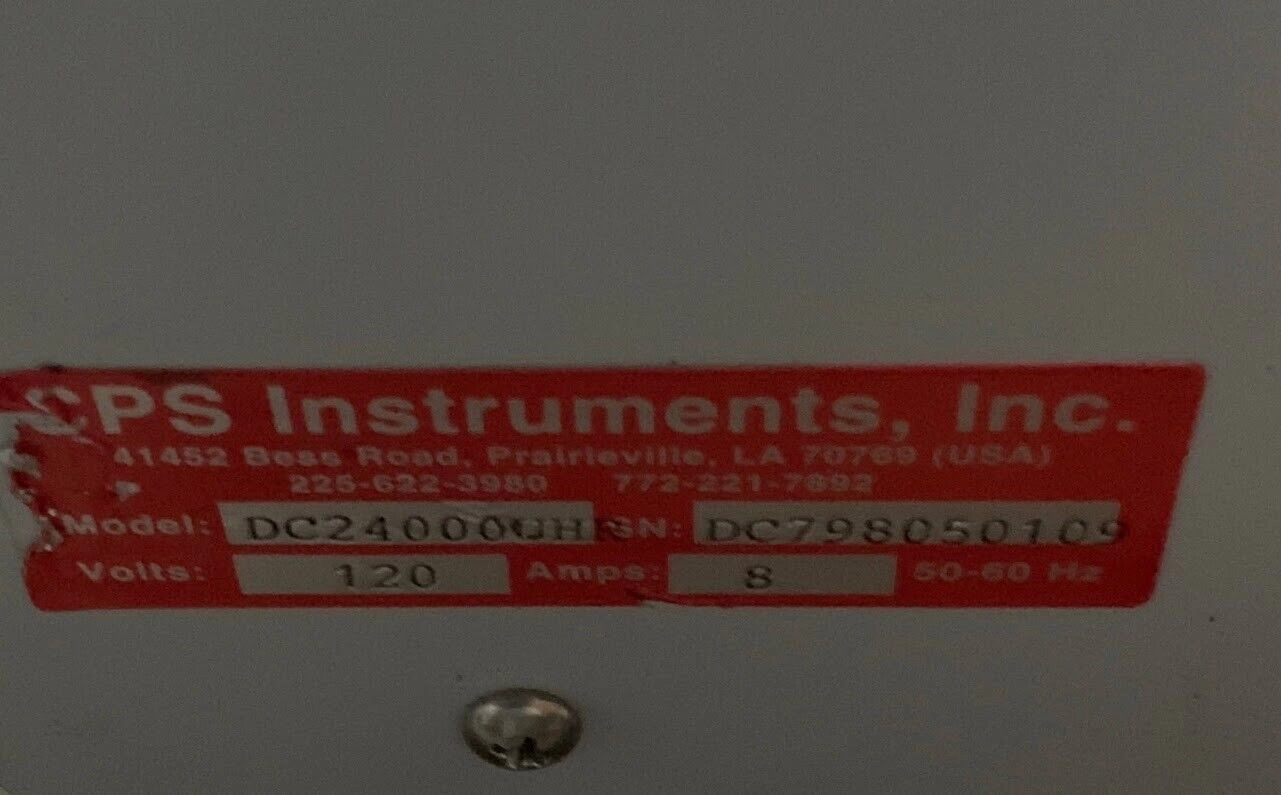 CPS Instruments, Inc.
41452 Bess Road, Prairieville, LA 70769 (USA)
225-622-3980 772-221-7892
Model: DC24000UHR SN: DC798050109
Volts: 120 Amps: 8 50-60 Hz